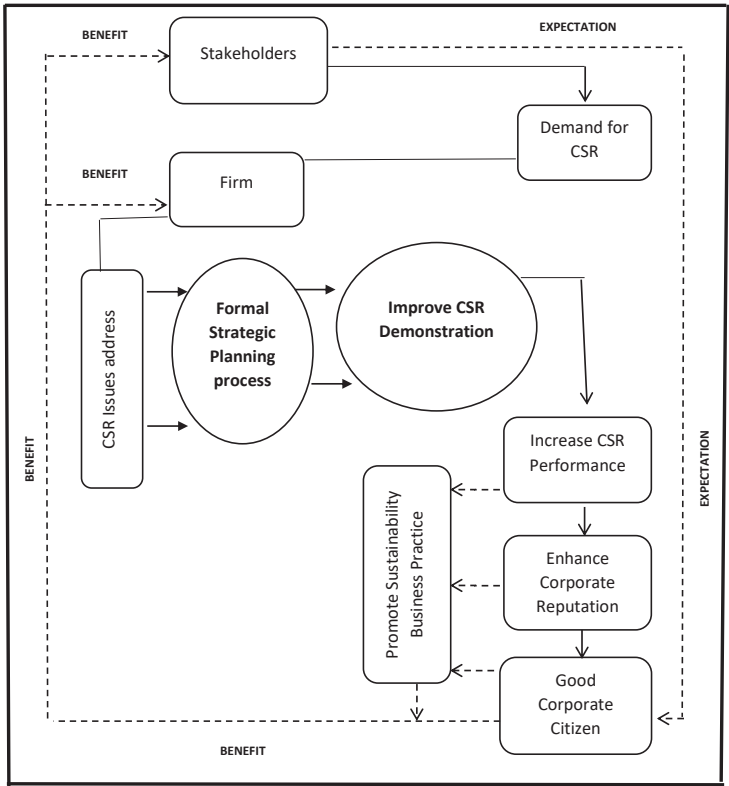 BENEFIT
EXPECTATION
Stakeholders
Demand for
CSR
BENEFIT
Firm
CSR Issues address
Formal
Strategic
Planning
process
Improve CSR
Demonstration
Increase CSR
Performance
BENEFIT
EXPECTATION
Promote Sustainability
Business Practice
Enhance
Corporate
Reputation
Good
Corporate
Citizen
BENEFIT